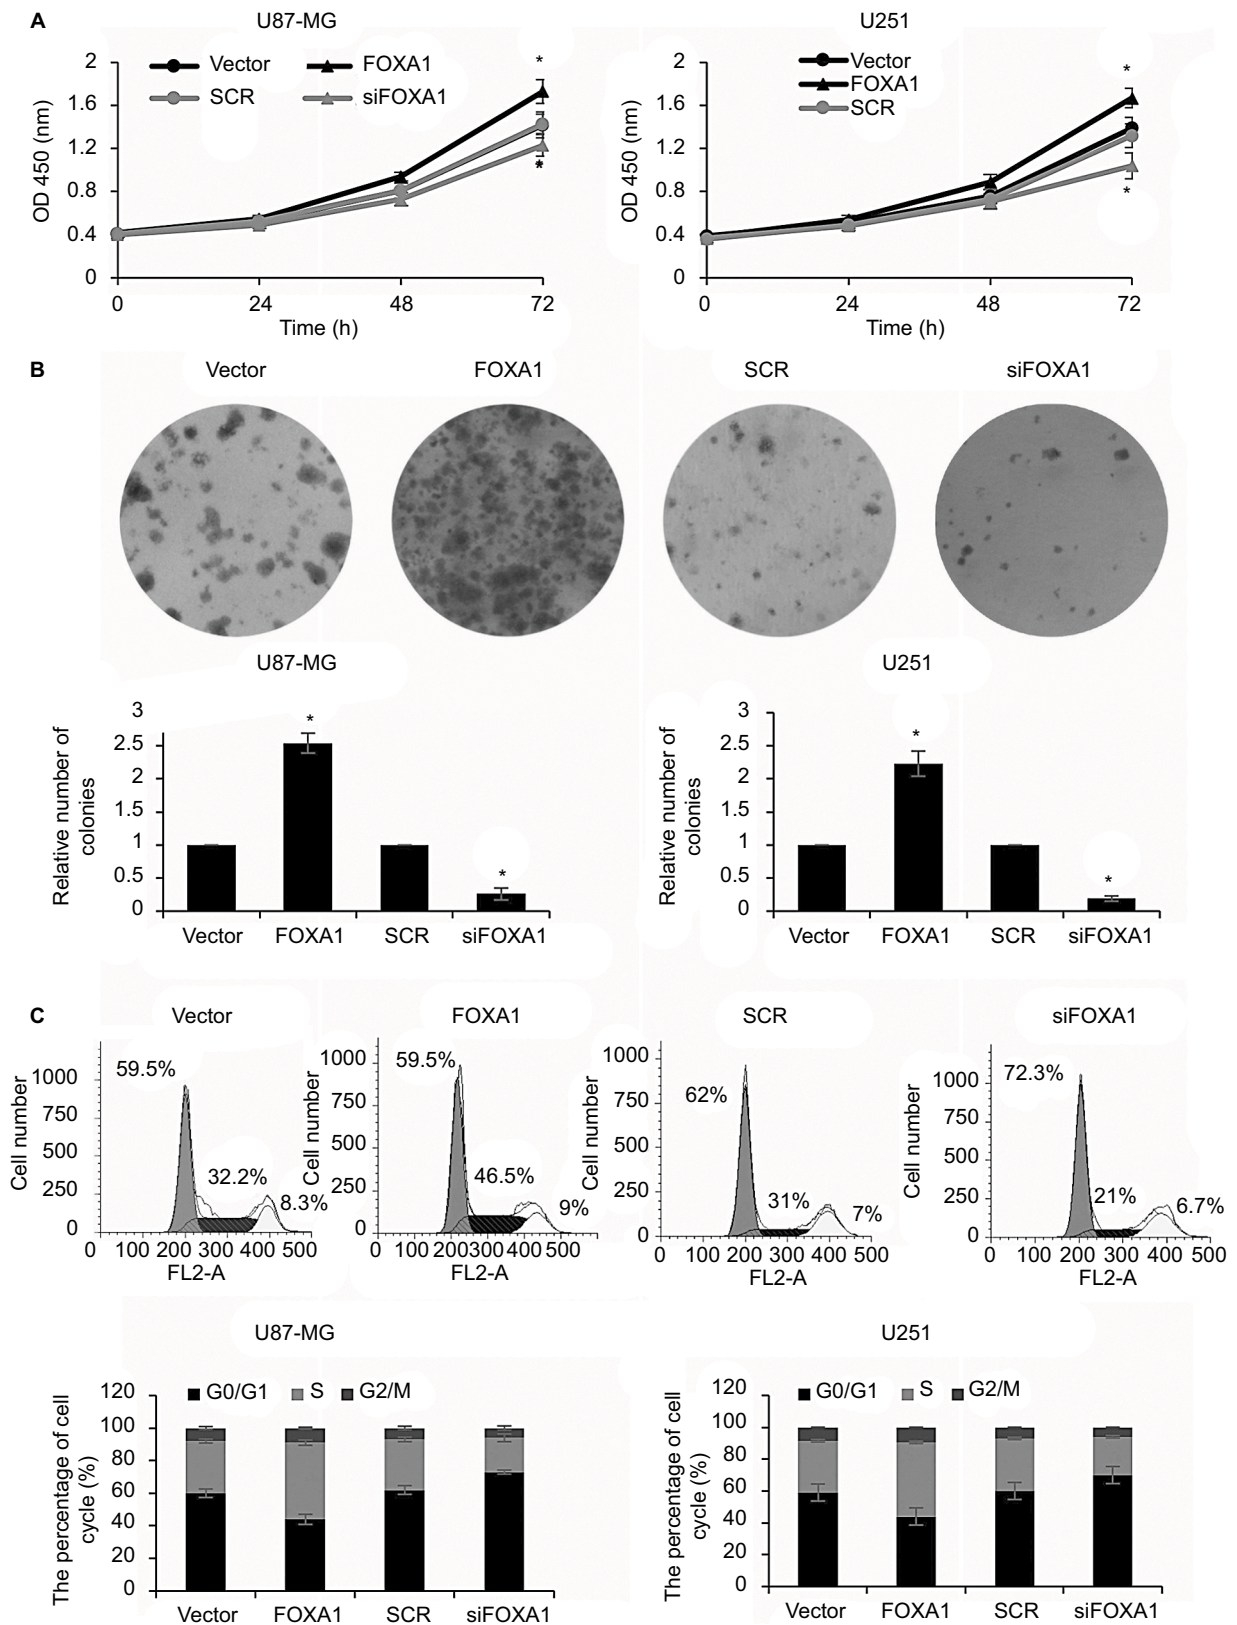 A
U87-MG
U251
Vector
FOXA1
SCR
siFOXA1
OD 450 (nm)
2
1.6
1.2
0.8
0.4
0
*
*
0 24 48 72
Time (h)
Vector
FOXA1
SCR
OD 450 (nm)
2
1.6
1.2
0.8
0.4
0
*
*
0 24 48 72
Time (h)
B
Vector
FOXA1
SCR
siFOXA1
U87-MG
U251
Relative number of
colonies
3
2.5
2
1.5
1
0.5
0
*
*
Vector FOXA1 SCR siFOXA1
Relative number of
colonies
3
2.5
2
1.5
1
0.5
0
*
*
Vector FOXA1 SCR siFOXA1
C
Vector
FOXA1
SCR
siFOXA1
Cell number
1000
750
500
250
0
59.5%
32.2%
8.3%
0 100 200 300 400 500
FL2-A
Cell number
1000
750
500
250
0
59.5%
46.5%
9%
0 100 200 300 400 500
FL2-A
Cell number
1000
750
500
250
0
62%
31%
7%
0 100 200 300 400 500
FL2-A
Cell number
1000
750
500
250
0
72.3%
21%
6.7%
0 100 200 300 400 500
FL2-A
U87-MG
U251
The percentage of cell
cycle (%)
120
100
80
60
40
20
0
G0/G1 S G2/M
Vector FOXA1 SCR siFOXA1
The percentage of cell
cycle (%)
120
100
80
60
40
20
0
G0/G1 S G2/M
Vector FOXA1 SCR siFOXA1